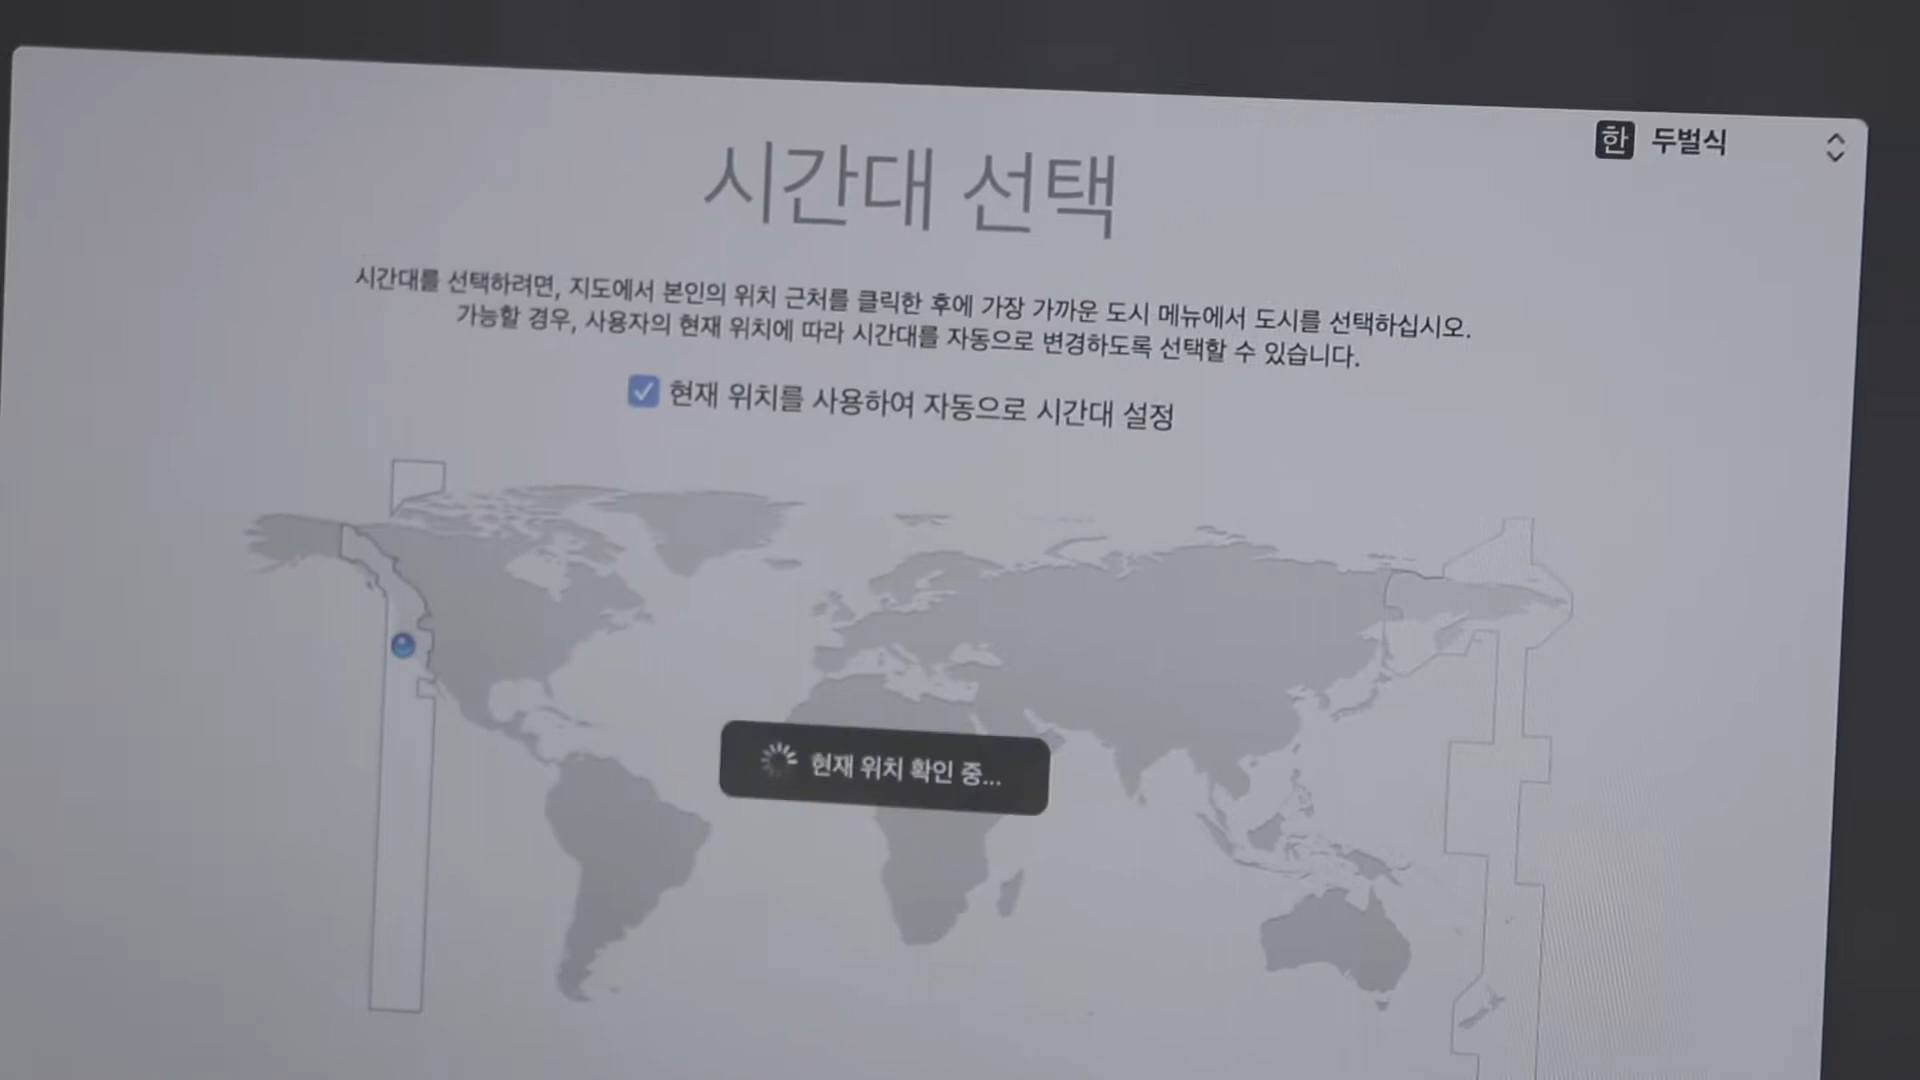 한 두벌식
시간대 선택
시간대를 선택하려면, 지도에서 본인의 위치 근처를 클릭한 후에 가장 가까운 도시 메뉴에서 도시를 선택하십시오.
가능할 경우, 사용자의 현재 위치에 따라 시간대를 자동으로 변경하도록 선택할 수 있습니다.
현재 위치를 사용하여 자동으로 시간대 설정
현재 위치 확인 중...